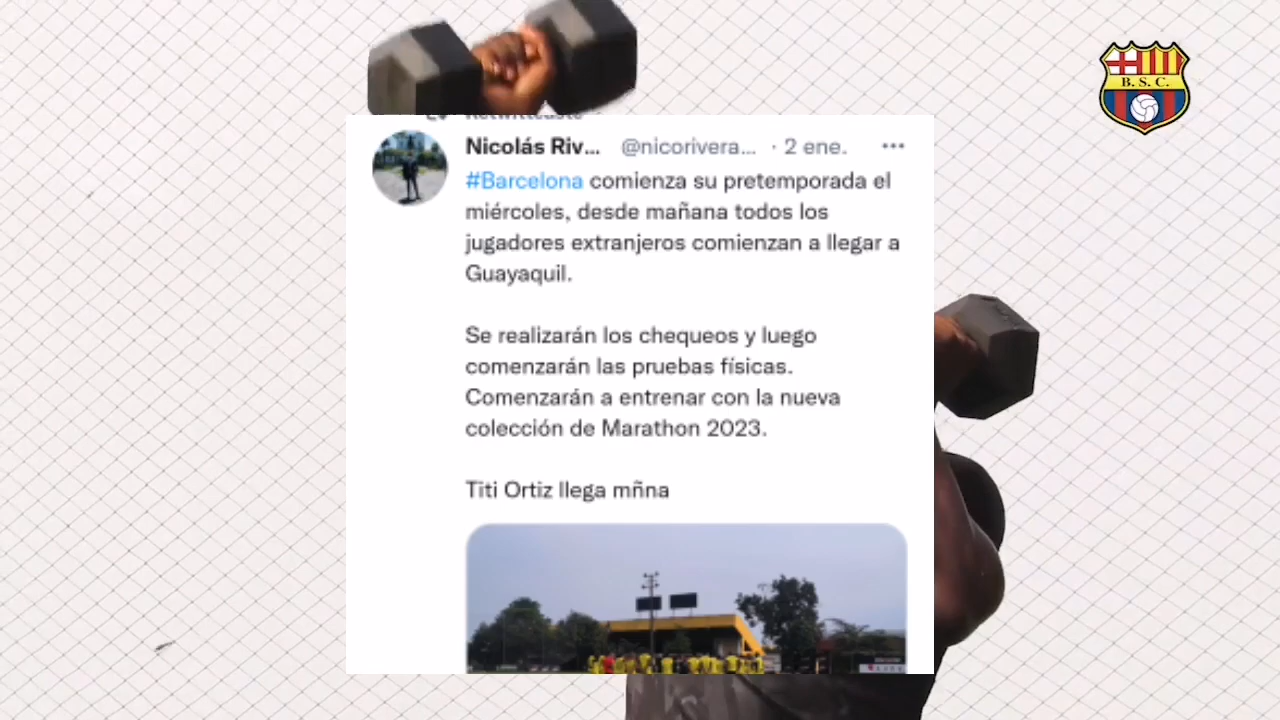 Retwitteaste
B. S. C.
Nicolás Riv... @nicorivera... · 2 ene. ...
#Barcelona comienza su pretemporada el
miércoles, desde mañana todos los
jugadores extranjeros comienzan a llegar a
Guayaquil.
Se realizarán los chequeos y luego
comenzarán las pruebas físicas.
Comenzarán a entrenar con la nueva
colección de Marathon 2023.
Titi Ortiz llega mñna